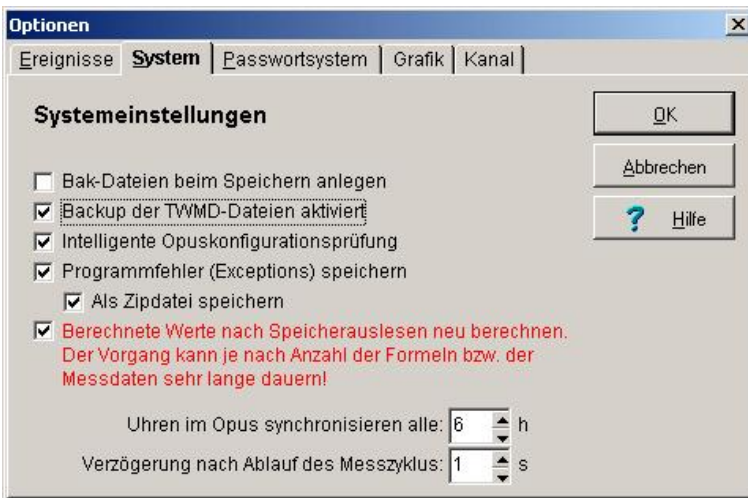 Optionen
Ereignisse System Passwortsystem Grafik Kanal
Systemeinstellungen
OK
Abbrechen
Hilfe
Bak-Dateien beim Speichern anlegen
Backup der TWMD-Dateien aktiviert
Intelligente Opuskonfigurationsprüfung
Programmfehler (Exceptions) speichern
Als Zipdatei speichern
Berechnete Werte nach Speicherauslesen neu berechnen.
Der Vorgang kann je nach Anzahl der Formeln bzw. der
Messdaten sehr lange dauern!
Uhren im Opus synchronisieren alle: 6 h
Verzögerung nach Ablauf des Messzyklus: 1 s